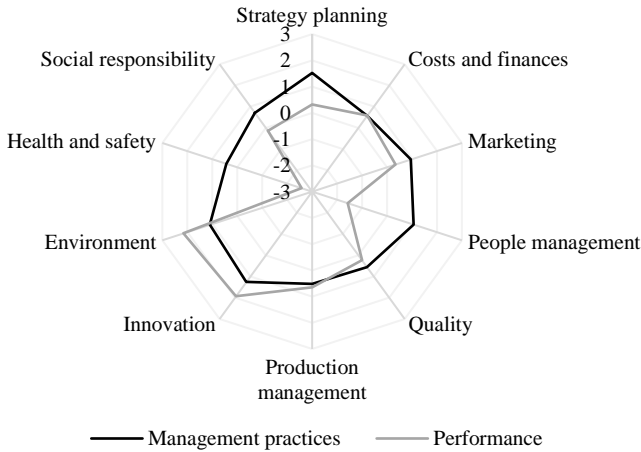 Strategy planning
3
2
1
0
-1
-2
-3
Costs and finances
Marketing
People management
Quality
Production
management
Innovation
Environment
Health and safety
Social responsibility
Management practices
Performance